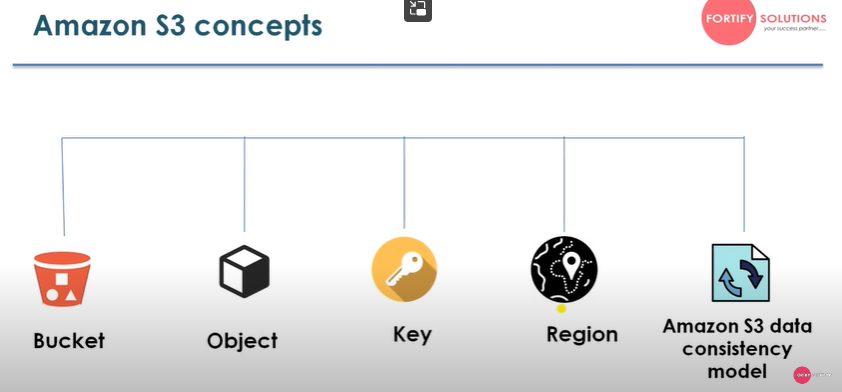 Amazon S3 concepts
FORTIFY SOLUTIONS
your success partner.....
Bucket
Object
Key
Region
Amazon S3 data
consistency
model